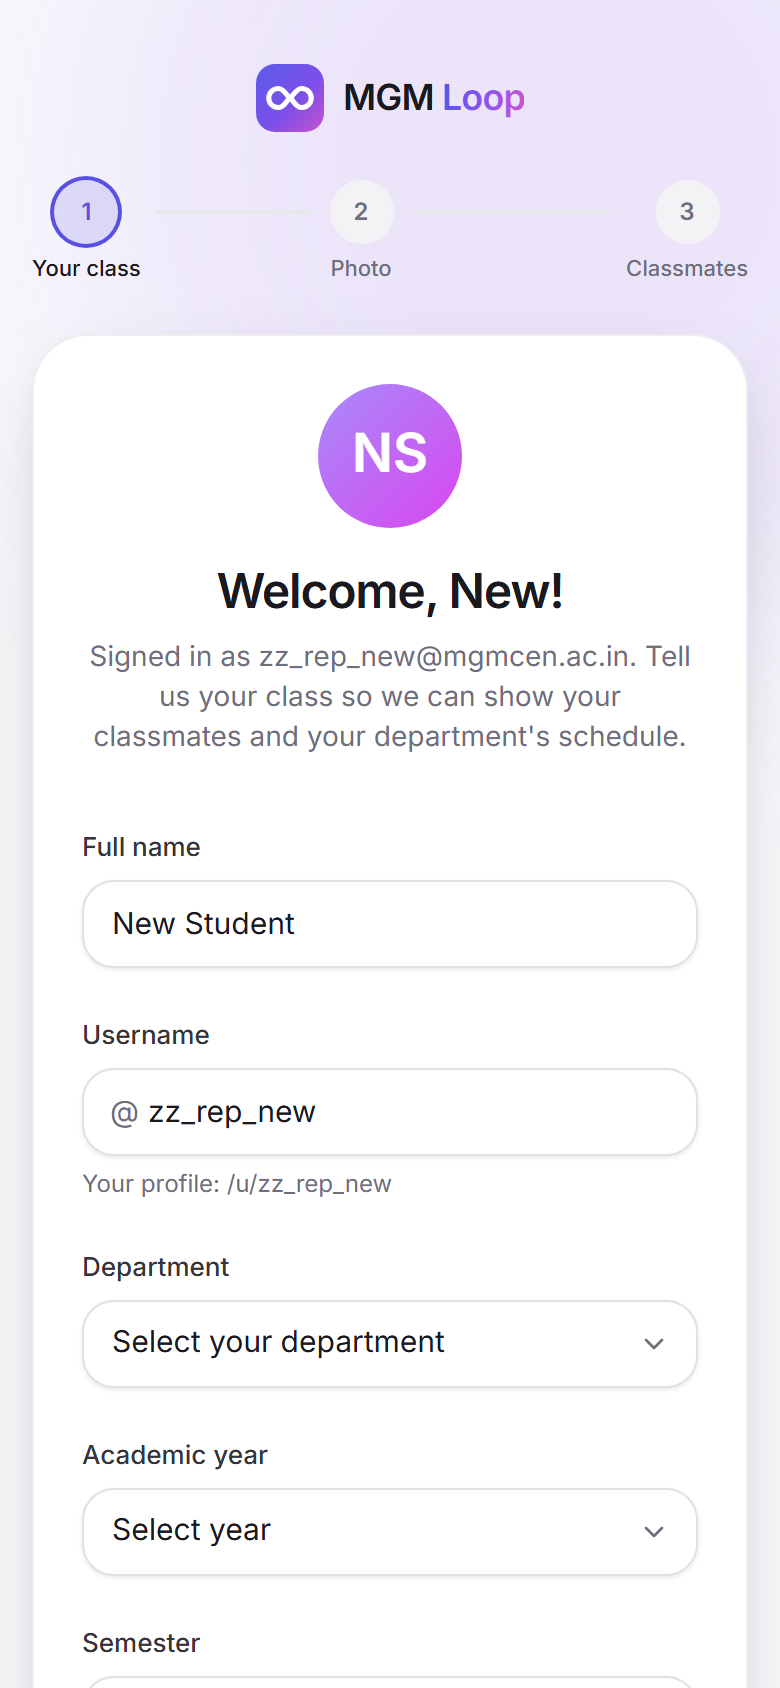 MGM Loop
1
2
3
Your class
Photo
Classmates
NS
Welcome, New!
Signed in as zz_rep_new@mgmcen.ac.in. Tell
us your class so we can show your
classmates and your department's schedule.
Full name
New Student
Username
@ zz_rep_new
Your profile: /u/zz_rep_new
Department
Select your department
Academic year
Select year
Semester